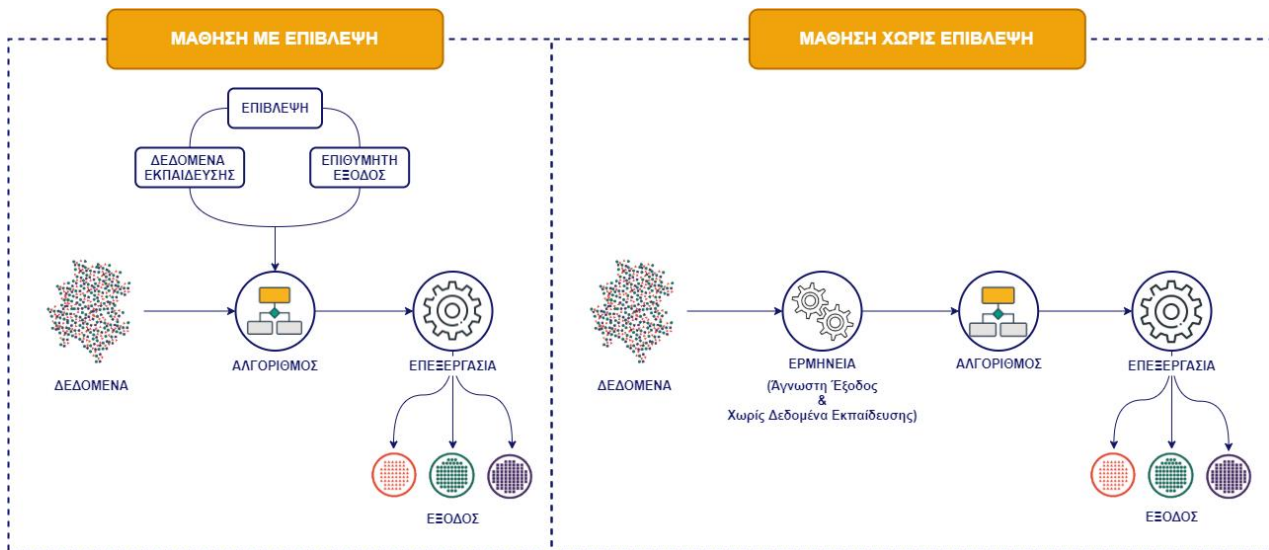 ΜΑΘΗΣΗ ΜΕ ΕΠΙΒΛΕΨΗ
ΕΠΙΒΛΕΨΗ
ΔΕΔΟΜΕΝΑ
ΕΚΠΑΙΔΕΥΣΗΣ
ΕΠΙΘΥΜΗΤΗ
ΕΞΟΔΟΣ
ΔΕΔΟΜΕΝΑ
ΑΛΓΟΡΙΘΜΟΣ
ΕΠΕΞΕΡΓΑΣΙΑ
ΕΞΟΔΟΣ
ΜΑΘΗΣΗ ΧΩΡΙΣ ΕΠΙΒΛΕΨΗ
ΔΕΔΟΜΕΝΑ
ΕΡΜΗΝΕΙΑ
(Άγνωστη Έξοδος
&
Χωρίς Δεδομένα Εκπαίδευσης)
ΑΛΓΟΡΙΘΜΟΣ
ΕΠΕΞΕΡΓΑΣΙΑ
ΕΞΟΔΟΣ